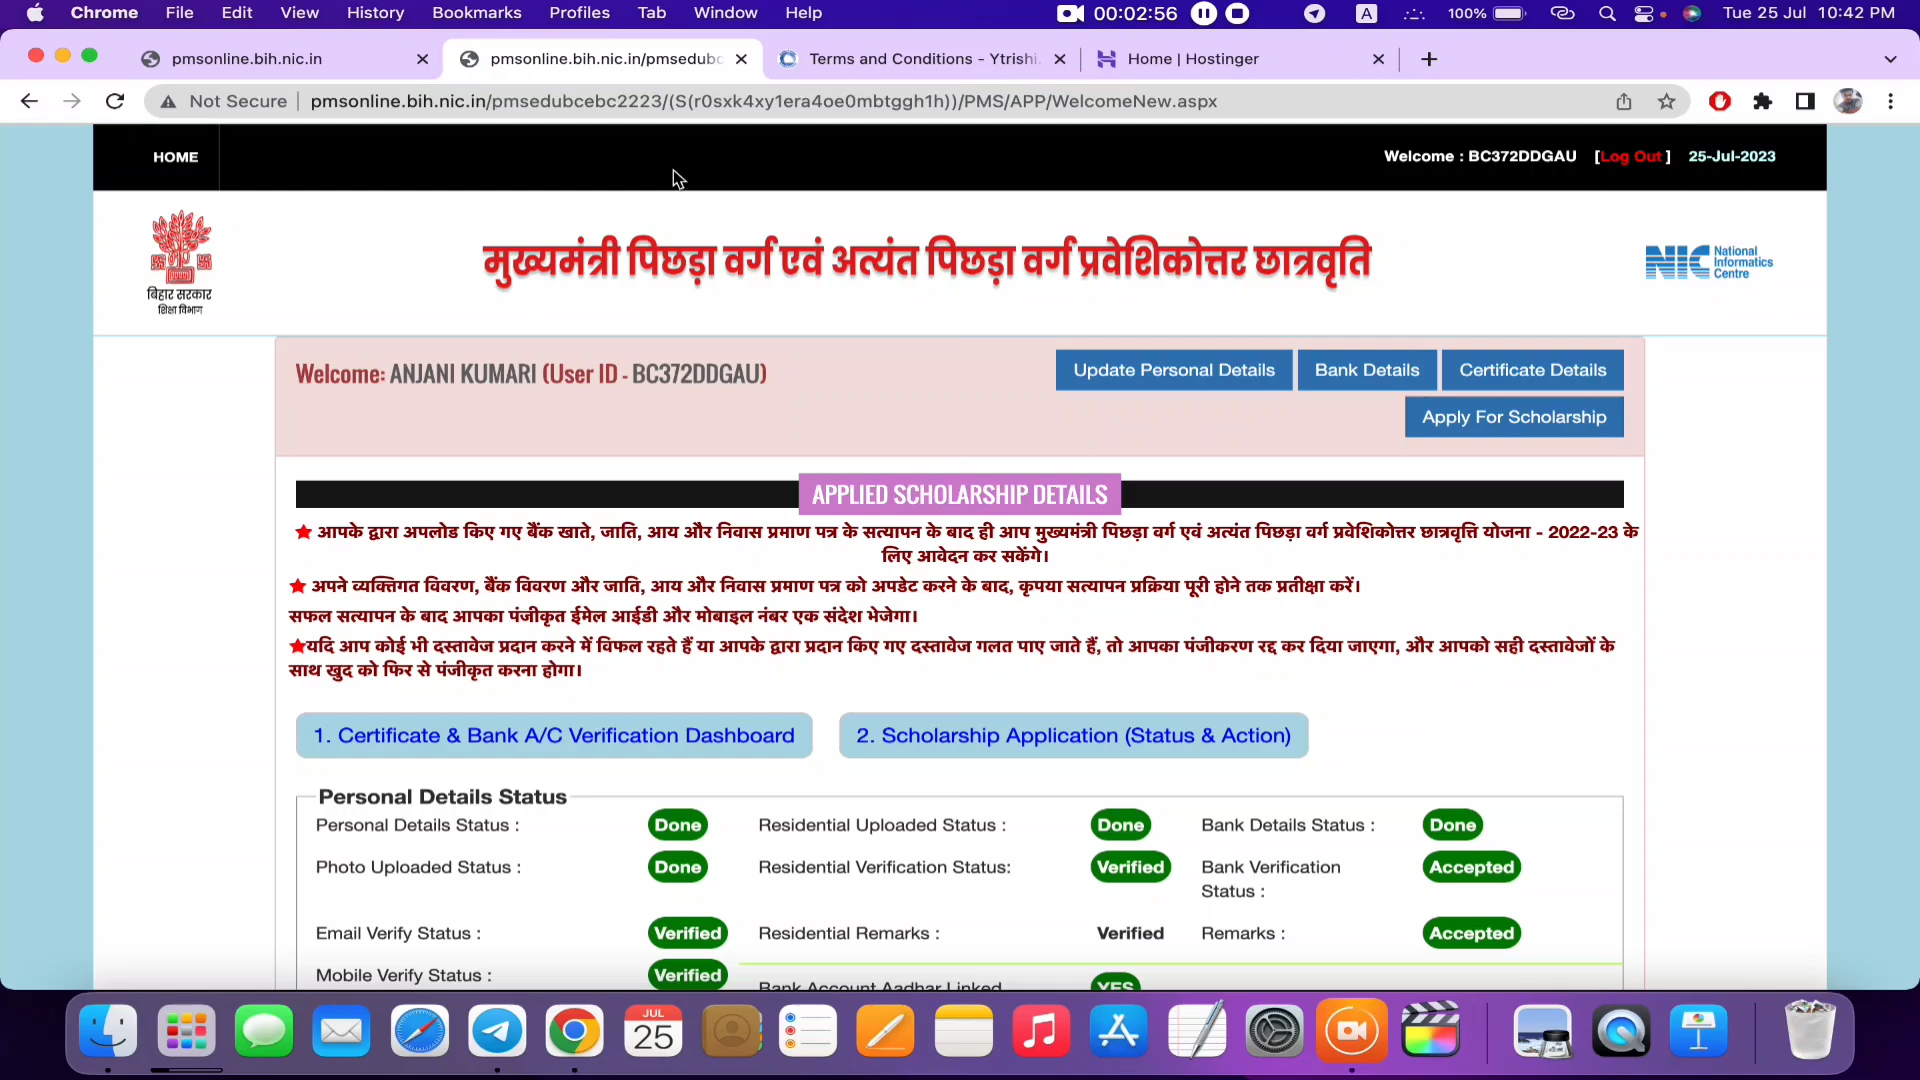 Chrome File Edit View History Bookmarks Profiles Tab Window Help 00:02:56 A 100% Tue 25 Jul 10:42 PM
pmsonline.bih.nic.in pmsonline.bih.nic.in/pmsedubc Terms and Conditions - Ytrishi. Home | Hostinger
Not Secure pmsonline.bih.nic.in/pmsedubcebc2223/(S(r0sxk4xy1era4oe0mbtggh1h))/PMS/APP/WelcomeNew.aspx
HOME Welcome : BC372DDGAU [Log Out ] 25-Jul-2023
मुख्यमंत्री पिछड़ा वर्ग एवं अत्यंत पिछड़ा वर्ग प्रवेशिकोत्तर छात्रवृति
बिहार सरकार
शिक्षा विभाग
NIC National
Informatics
Centre
Welcome: ANJANI KUMARI (User ID - BC372DDGAU)
Update Personal Details Bank Details Certificate Details
Apply For Scholarship
APPLIED SCHOLARSHIP DETAILS
आपके द्वारा अपलोड किए गए बैंक खाते, जाति, आय और निवास प्रमाण पत्र के सत्यापन के बाद ही आप मुख्यमंत्री पिछड़ा वर्ग एवं अत्यंत पिछड़ा वर्ग प्रवेशिकोत्तर छात्रवृत्ति योजना - 2022-23 के
लिए आवेदन कर सकेंगे।
अपने व्यक्तिगत विवरण, बैंक विवरण और जाति, आय और निवास प्रमाण पत्र को अपडेट करने के बाद, कृपया सत्यापन प्रक्रिया पूरी होने तक प्रतीक्षा करें।
सफल सत्यापन के बाद आपका पंजीकृत ईमेल आईडी और मोबाइल नंबर एक संदेश भेजेगा।
यदि आप कोई भी दस्तावेज प्रदान करने में विफल रहते हैं या आपके द्वारा प्रदान किए गए दस्तावेज गलत पाए जाते हैं, तो आपका पंजीकरण रद्द कर दिया जाएगा, और आपको सही दस्तावेजों के
साथ खुद को फिर से पंजीकृत करना होगा।
1. Certificate & Bank A/C Verification Dashboard 2. Scholarship Application (Status & Action)
Personal Details Status
Personal Details Status : Done Residential Uploaded Status : Done Bank Details Status : Done
Photo Uploaded Status : Done Residential Verification Status: Verified Bank Verification Accepted
Status :
Email Verify Status : Verified Residential Remarks : Verified Remarks : Accepted
Mobile Verify Status : Verified
Bank Account Aadhar Linked YES
JUL
25